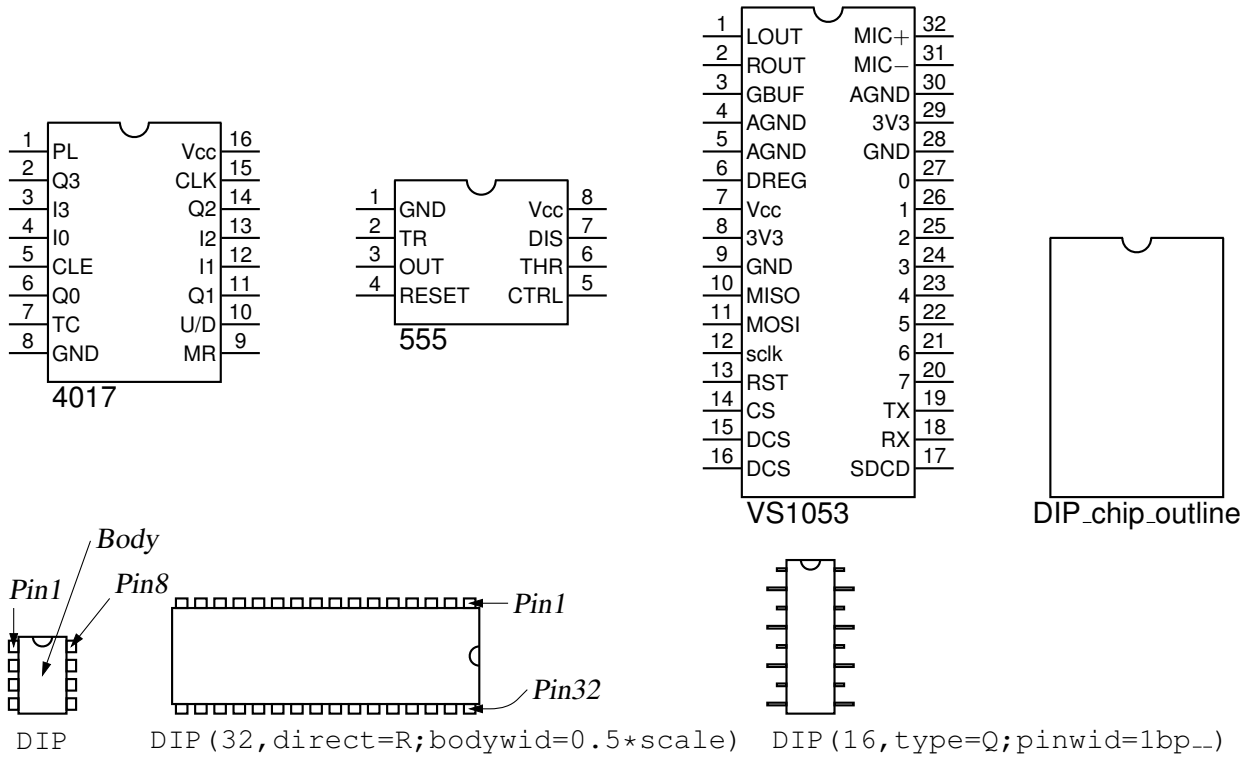 1 PL Vcc 16
2 Q3 CLK 15
3 I3 Q2 14
4 I0 I2 13
5 CLE I1 12
6 Q0 Q1 11
7 TC U/D 10
8 GND MR 9
4017
1 GND Vcc 8
2 TR DIS 7
3 OUT THR 6
4 RESET CTRL 5
555
1 LOUT MIC+ 32
2 ROUT MIC− 31
3 GBUF AGND 30
4 AGND 3V3 29
5 AGND GND 28
6 DREG 0 27
7 Vcc 1 26
8 3V3 2 25
9 GND 3 24
10 MISO 4 23
11 MOSI 5 22
12 sclk 6 21
13 RST 7 20
14 CS TX 19
15 DCS RX 18
16 DCS SDCD 17
VS1053
DIP_chip_outline
Body
Pin1
Pin8
DIP
Pin1
Pin32
DIP(32,direct=R;bodywid=0.5*scale)
DIP(16,type=Q;pinwid=1bp__)